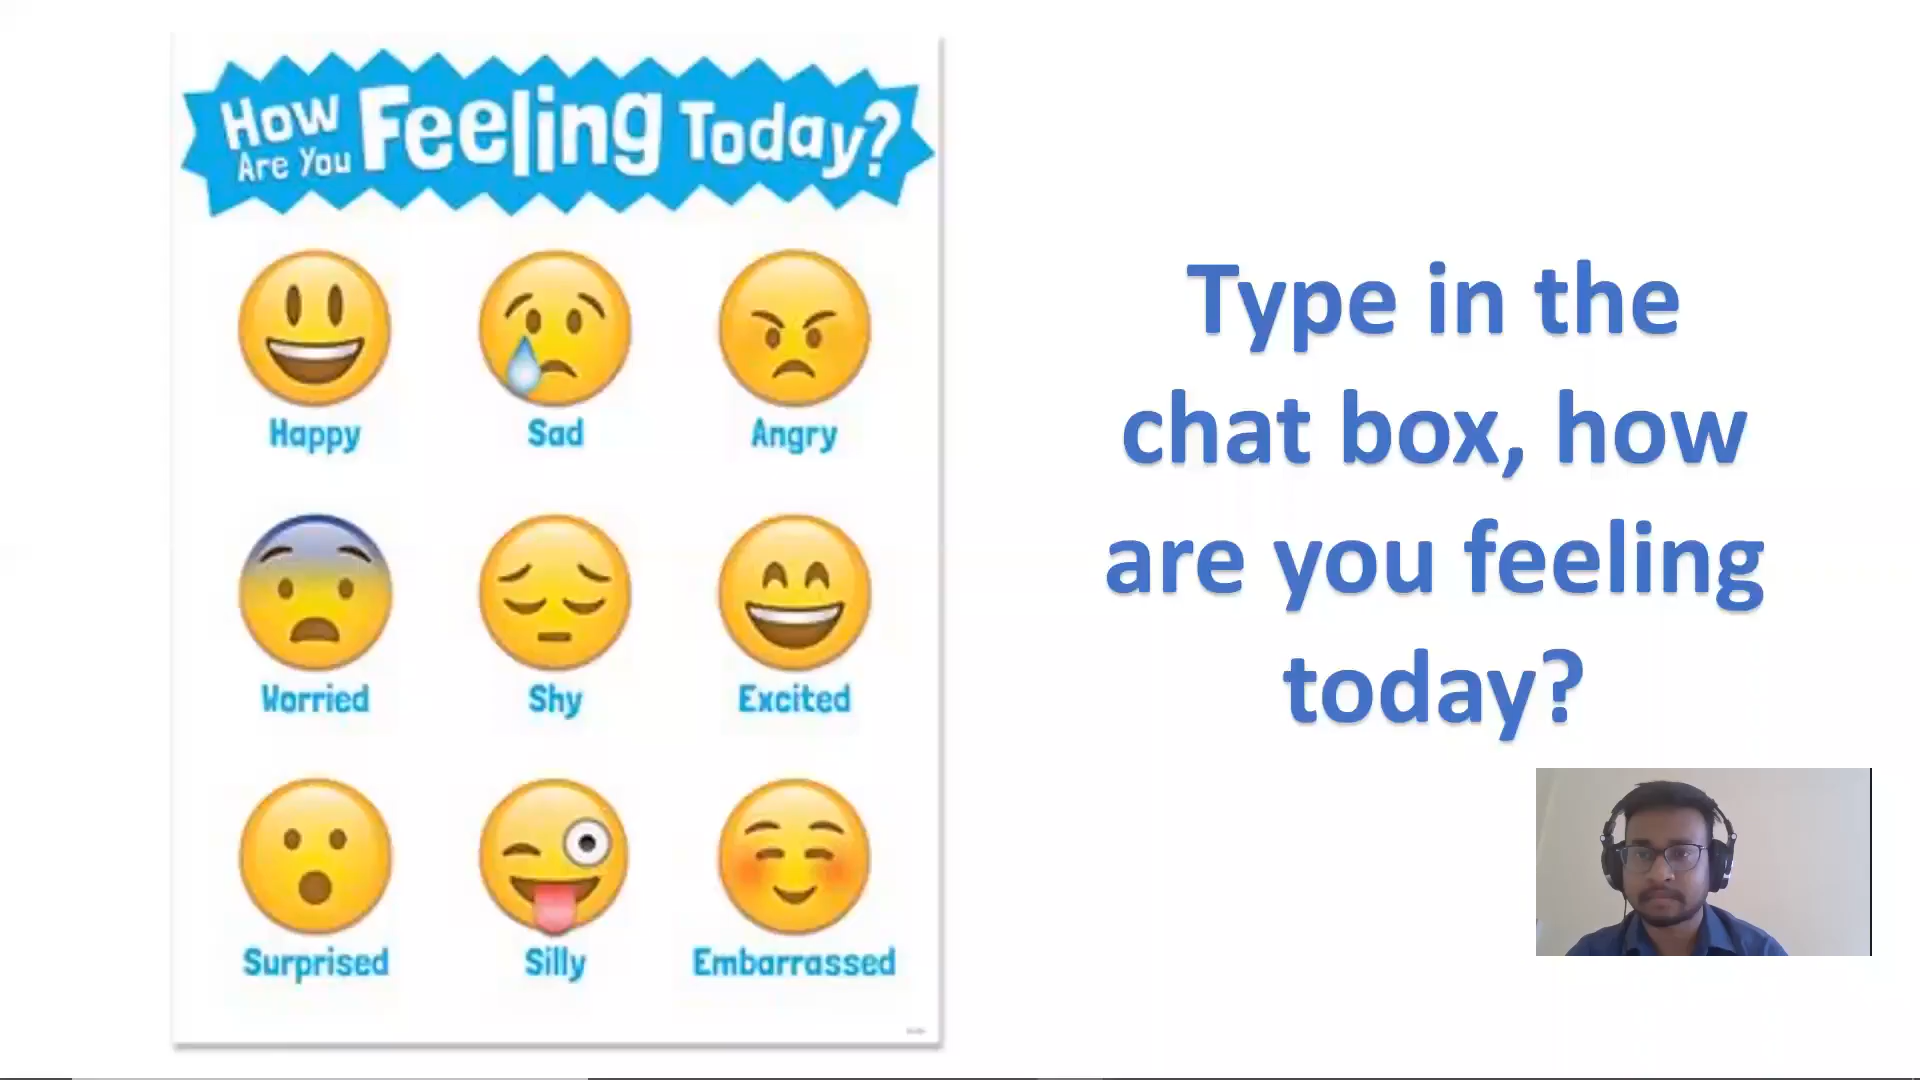 How Are You Feeling Today?
Happy
Sad
Angry
Worried
Shy
Excited
Surprised
Silly
Embarrassed
Type in the
chat box, how
are you feeling
today?